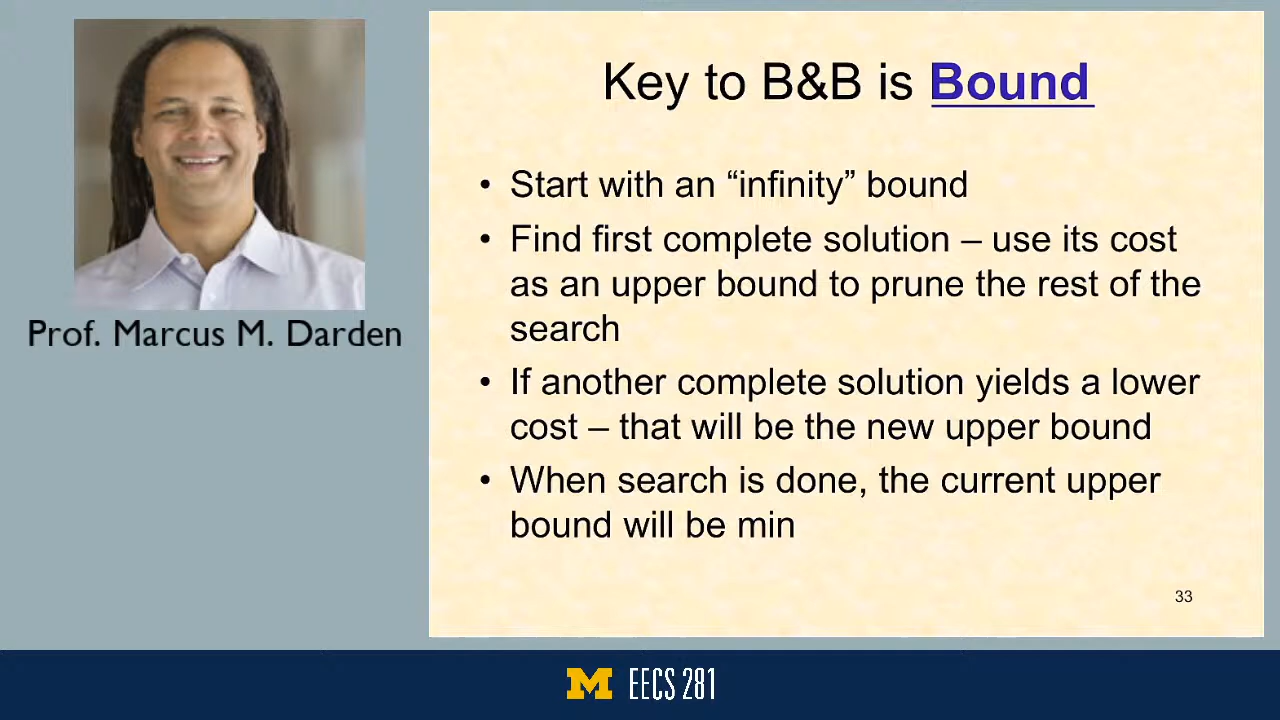 Prof. Marcus M. Darden
Key to B&B is Bound
• Start with an “infinity” bound
• Find first complete solution – use its cost
as an upper bound to prune the rest of the
search
• If another complete solution yields a lower
cost – that will be the new upper bound
• When search is done, the current upper
bound will be min
33
M EECS 281